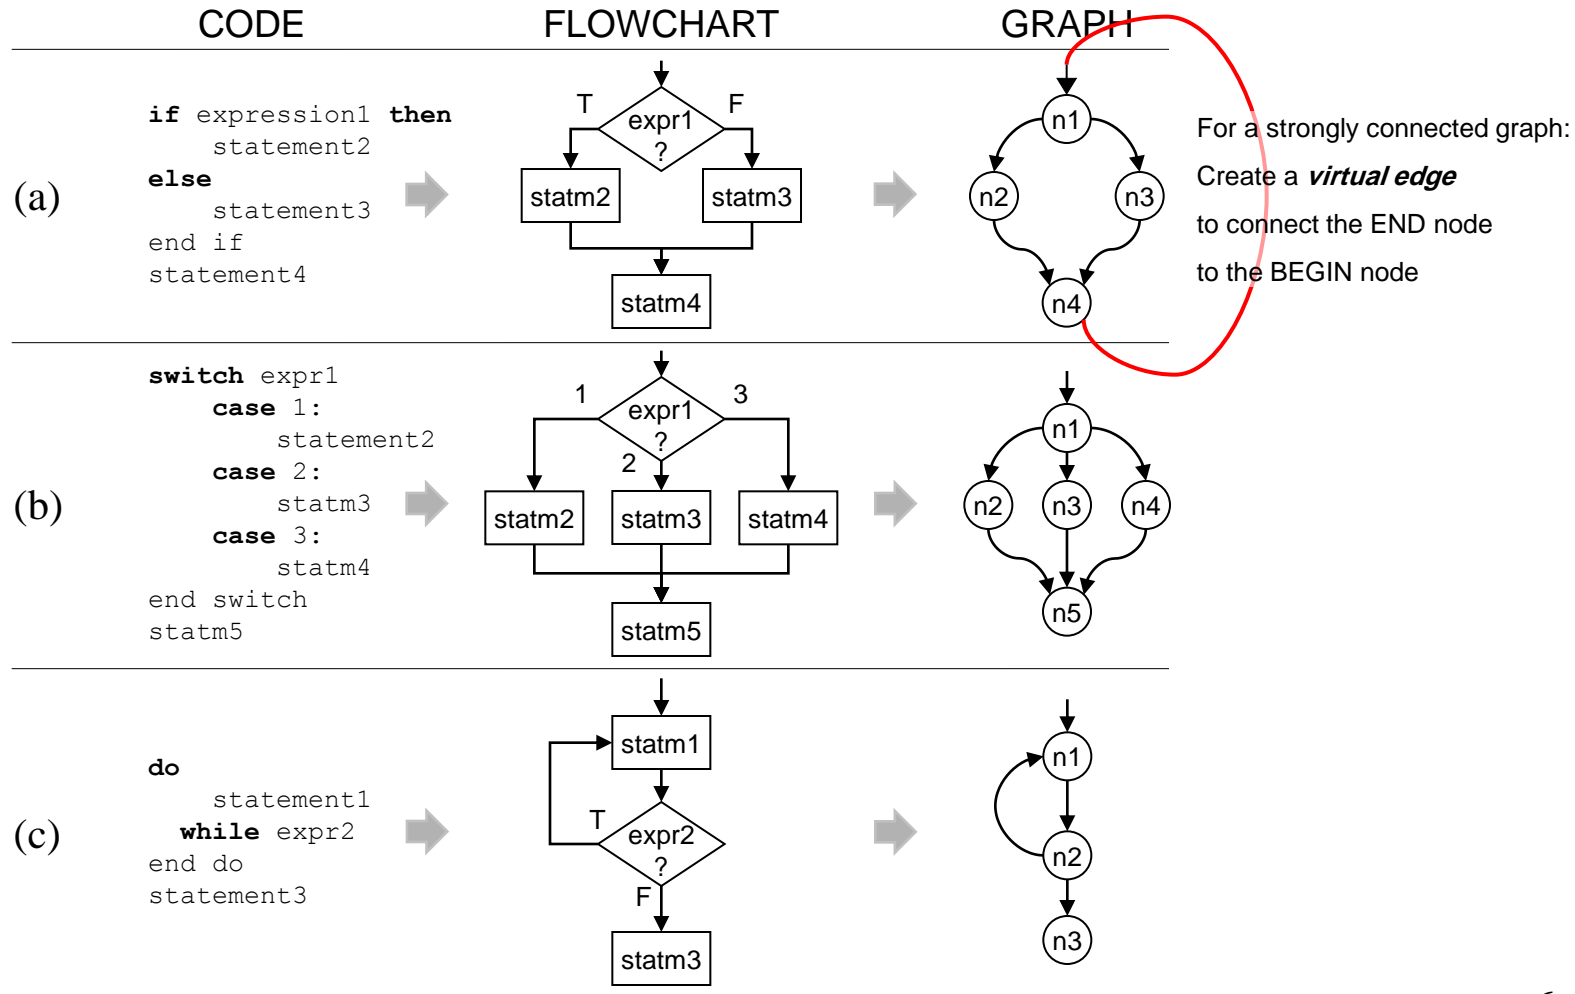 CODE
FLOWCHART
GRAPH
(a)
if expression1 then
statement2
else
statement3
end if
statement4
T
F
expr1
?
statm2
statm3
statm4
n1
n2
n3
n4
For a strongly connected graph:
Create a virtual edge
to connect the END node
to the BEGIN node
(b)
switch expr1
case 1:
statement2
case 2:
statm3
case 3:
statm4
end switch
statm5
1
3
expr1
?
2
statm2
statm3
statm4
statm5
n1
n2
n3
n4
n5
(c)
do
statement1
while expr2
end do
statement3
statm1
T
expr2
?
F
statm3
n1
n2
n3